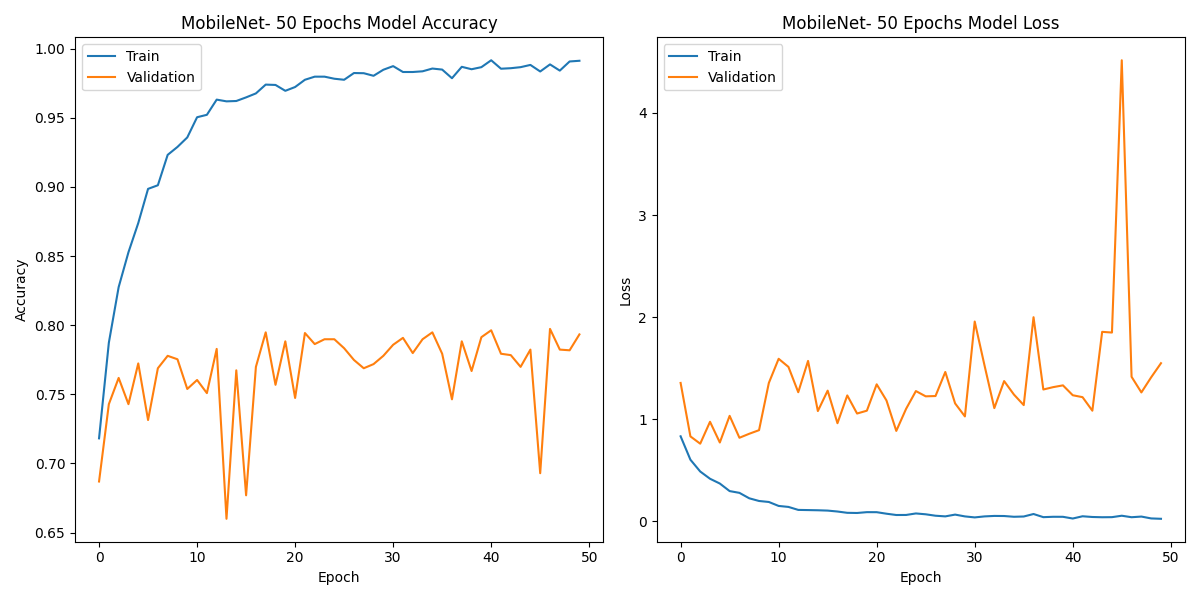 MobileNet- 50 Epochs Model Accuracy
Train
Validation
1.00
0.95
0.90
0.85
0.80
0.75
0.70
0.65
Accuracy
0
10
20
30
40
50
Epoch
MobileNet- 50 Epochs Model Loss
Train
Validation
4
3
2
1
0
Loss
0
10
20
30
40
50
Epoch